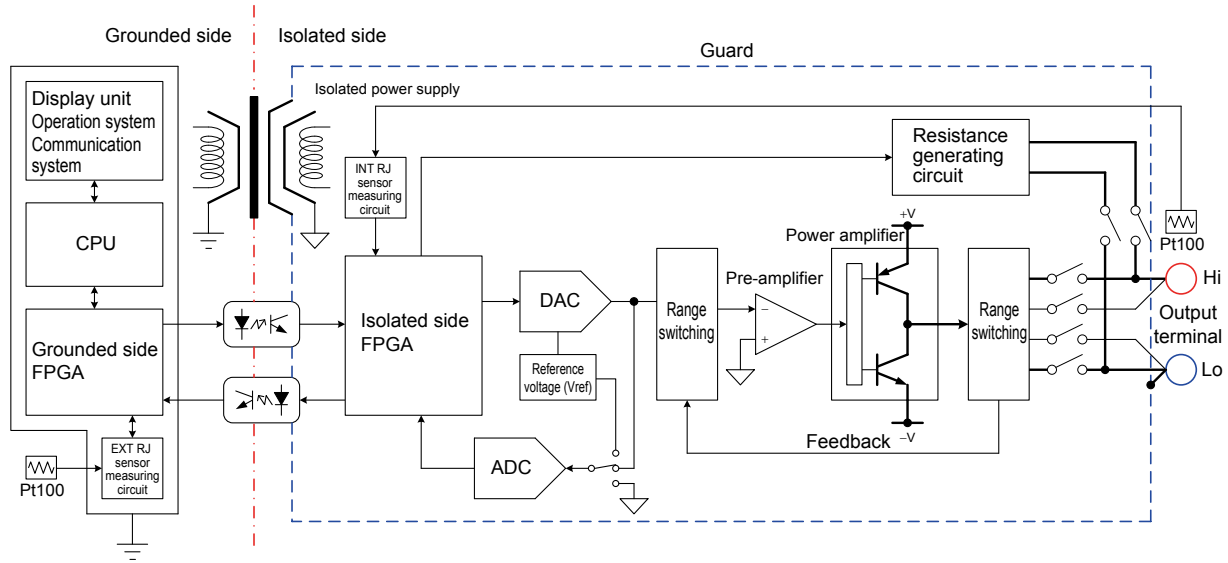 Grounded side
Isolated side
Guard
Isolated power supply
Display unit
Operation system
Communication
system
INT RJ
sensor
measuring
circuit
Resistance
generating
circuit
CPU
+V
Power amplifier
Pt100
Pre-amplifier
Hi
DAC
Isolated side
FPGA
Range
switching
−
+
Range
switching
Output
terminal
Grounded side
FPGA
Reference
voltage (Vref)
Lo
−V
Feedback
EXT RJ
sensor
measuring
circuit
ADC
Pt100